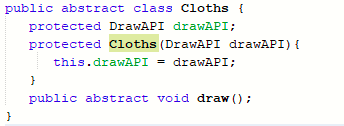 public abstract class Cloths {
protected DrawAPI drawAPI;
protected Cloths(DrawAPI drawAPI){
this.drawAPI = drawAPI;
}
public abstract void draw();
}